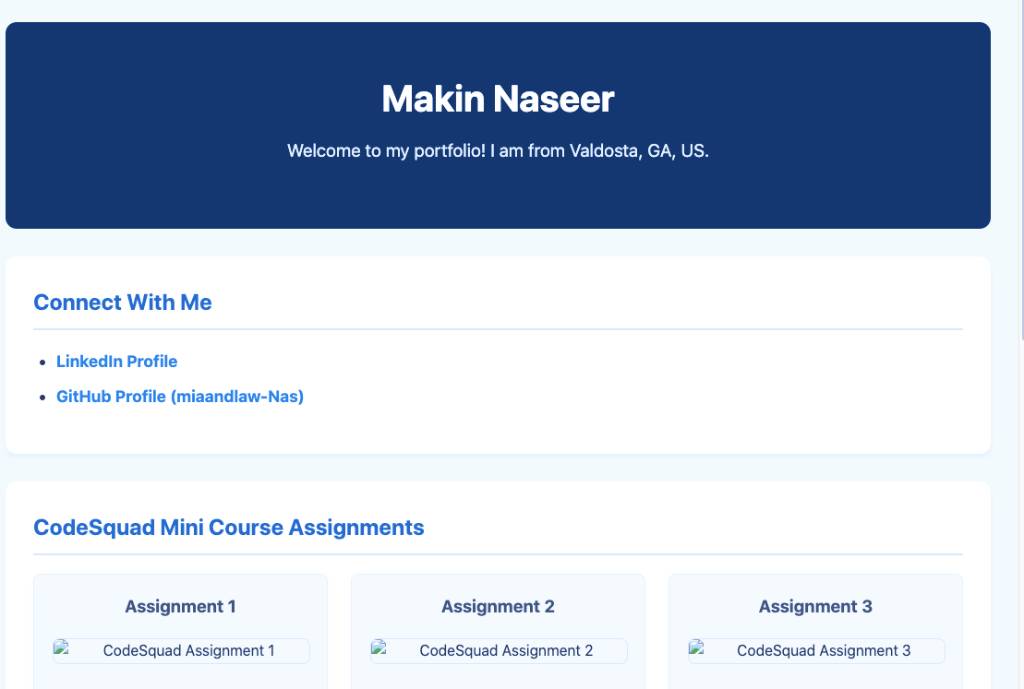 Makin Naseer
Welcome to my portfolio! I am from Valdosta, GA, US.
Connect With Me
LinkedIn Profile
GitHub Profile (miaandlaw-Nas)
CodeSquad Mini Course Assignments
Assignment 1
Assignment 2
Assignment 3
CodeSquad Assignment 1
CodeSquad Assignment 2
CodeSquad Assignment 3